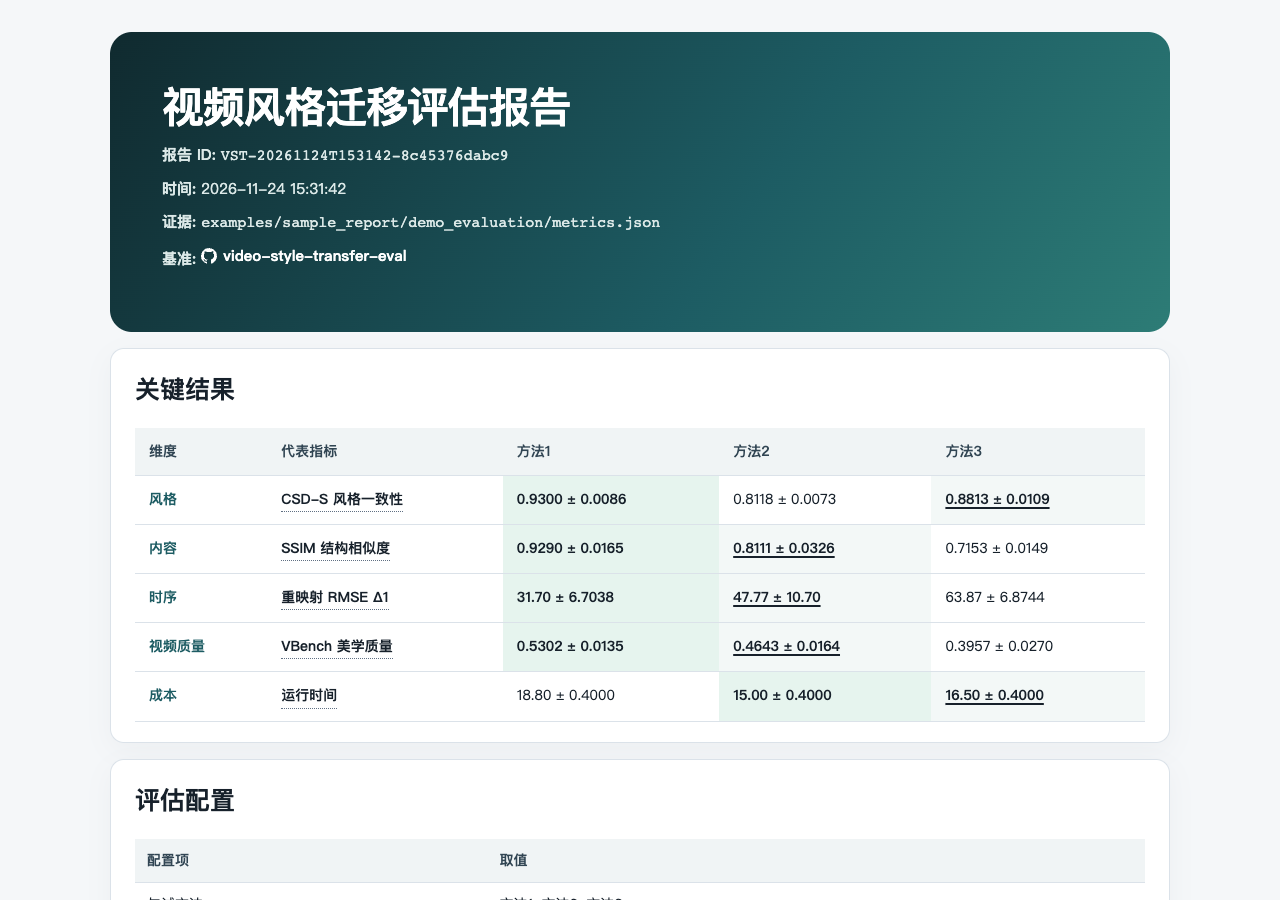 视频风格迁移评估报告
报告 ID: VST-20261124T153142-8c45376dabc9
时间: 2026-11-24 15:31:42
证据: examples/sample_report/demo_evaluation/metrics.json
基准: video-style-transfer-eval
关键结果
维度 代表指标 方法1 方法2 方法3
风格 CSD-S 风格一致性 0.9300 ± 0.0086 0.8118 ± 0.0073 0.8813 ± 0.0109
内容 SSIM 结构相似度 0.9290 ± 0.0165 0.8111 ± 0.0326 0.7153 ± 0.0149
时序 重映射 RMSE Δ1 31.70 ± 6.7038 47.77 ± 10.70 63.87 ± 6.8744
视频质量 VBench 美学质量 0.5302 ± 0.0135 0.4643 ± 0.0164 0.3957 ± 0.0270
成本 运行时间 18.80 ± 0.4000 15.00 ± 0.4000 16.50 ± 0.4000
评估配置
配置项 取值